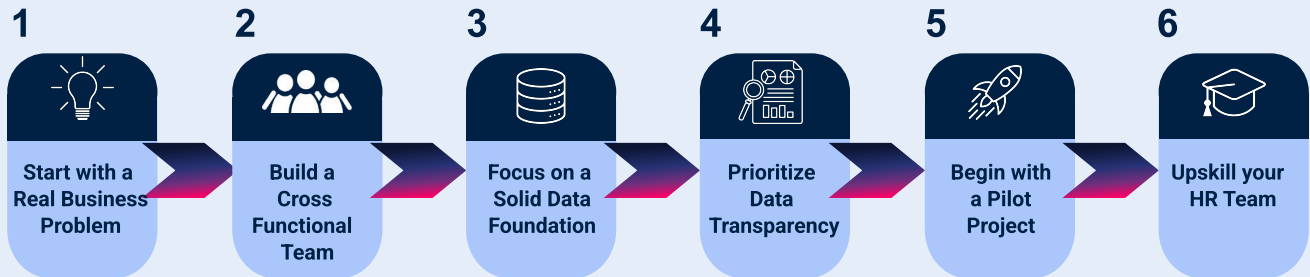 1
Start with a
Real Business
Problem
2
Build a
Cross
Functional
Team
3
Focus on a
Solid Data
Foundation
4
Prioritize
Data
Transparency
5
Begin with
a Pilot
Project
6
Upskill your
HR Team